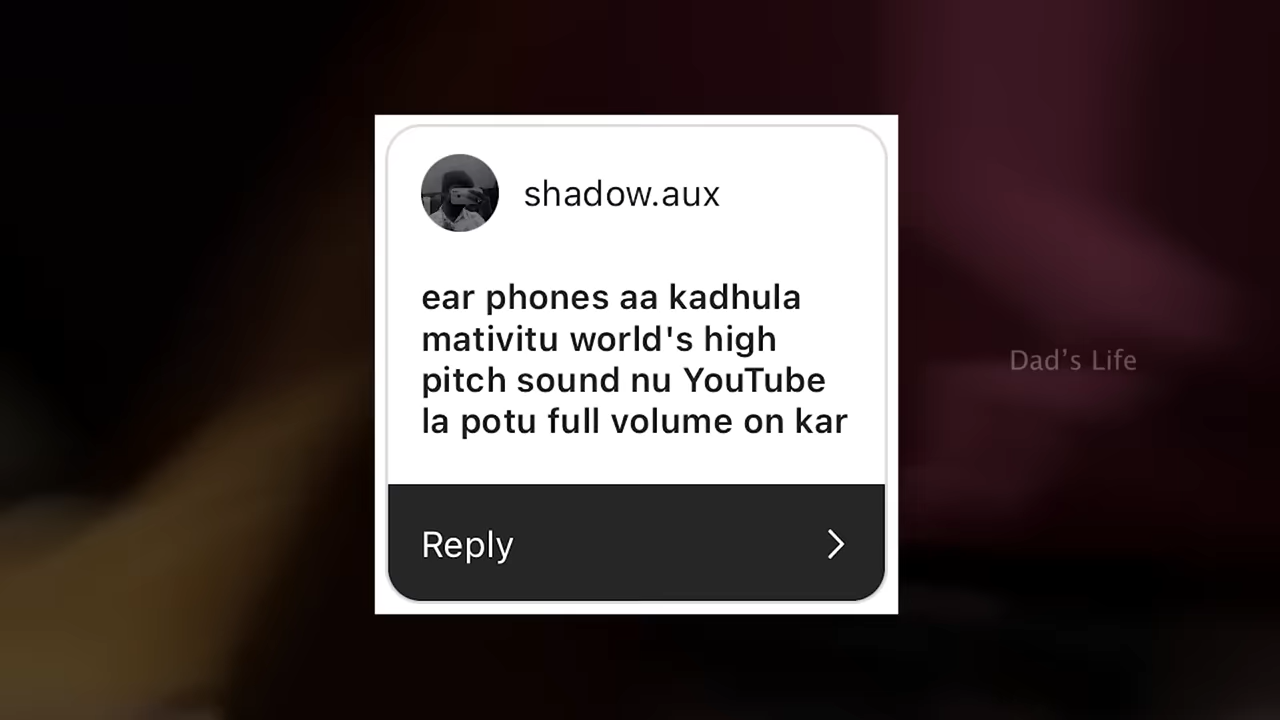 shadow.aux
ear phones aa kadhula
mativitu world's high
pitch sound nu YouTube
la potu full volume on kar
Reply
Dad’s Life